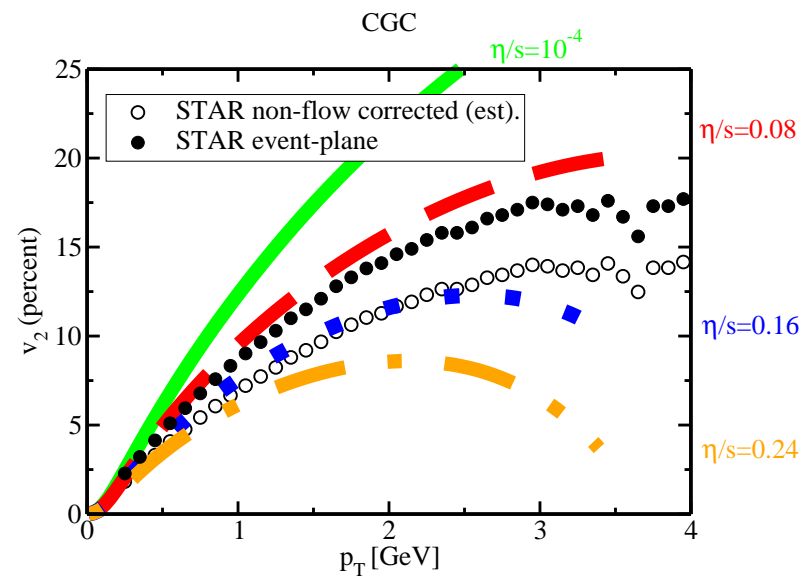 CGC
η/s=10⁻⁴
25
STAR non-flow corrected (est).
STAR event-plane
η/s=0.08
20
15
v₂ (percent)
10
η/s=0.16
5
η/s=0.24
0
0 1 2 3 4
p_T [GeV]